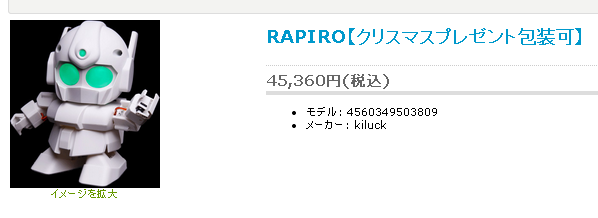 RAPIRO【クリスマスプレゼント包装可】
45,360円(税込)
モデル: 4560349503809
メーカー: kiluck
イメージを拡大